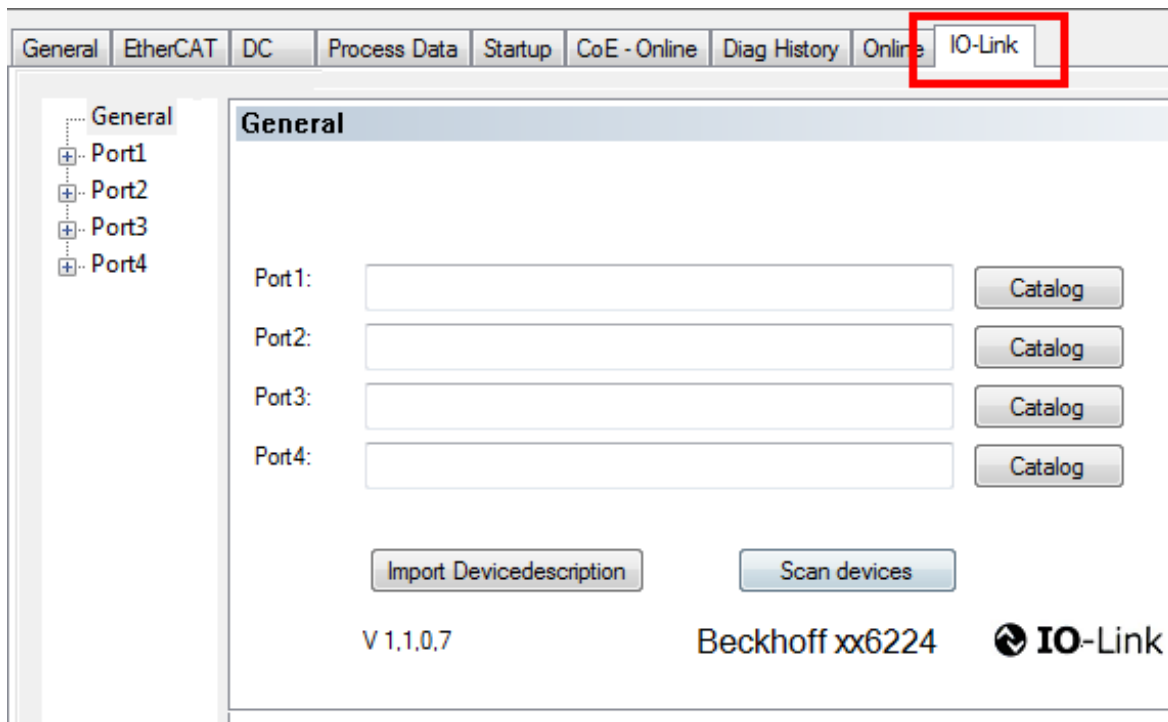 General EtherCAT DC Process Data Startup CoE - Online Diag History Online IO-Link
General
Port1
Port2
Port3
Port4
General
Port1: Catalog
Port2: Catalog
Port3: Catalog
Port4: Catalog
Import Devicedescription Scan devices
V 1,1,0,7 Beckhoff xx6224 IO-Link